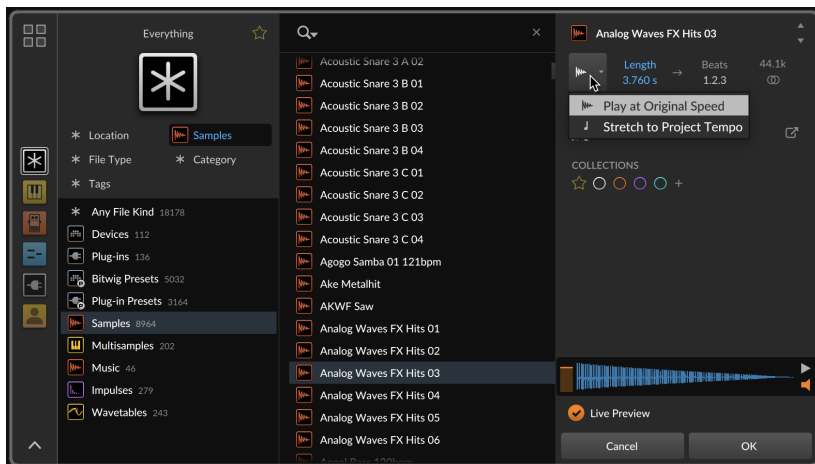 Everything
Location
Samples
File Type
Category
Tags
Any File Kind 18178
Devices 112
Plug-ins 136
Bitwig Presets 5032
Plug-in Presets 3164
Samples 8964
Multisamples 202
Music 46
Impulses 279
Wavetables 243
Acoustic Snare 3 A 02
Acoustic Snare 3 B 01
Acoustic Snare 3 B 02
Acoustic Snare 3 B 03
Acoustic Snare 3 B 04
Acoustic Snare 3 C 01
Acoustic Snare 3 C 02
Acoustic Snare 3 C 03
Acoustic Snare 3 C 04
Agogo Samba 01 121bpm
Ake Metalhit
AKWF Saw
Analog Waves FX Hits 01
Analog Waves FX Hits 02
Analog Waves FX Hits 03
Analog Waves FX Hits 04
Analog Waves FX Hits 05
Analog Waves FX Hits 06
Analog Waves FX Hits 03
Length → Beats 44.1k
3.760 s 1.2.3
Play at Original Speed
Stretch to Project Tempo
COLLECTIONS
Live Preview
Cancel
OK